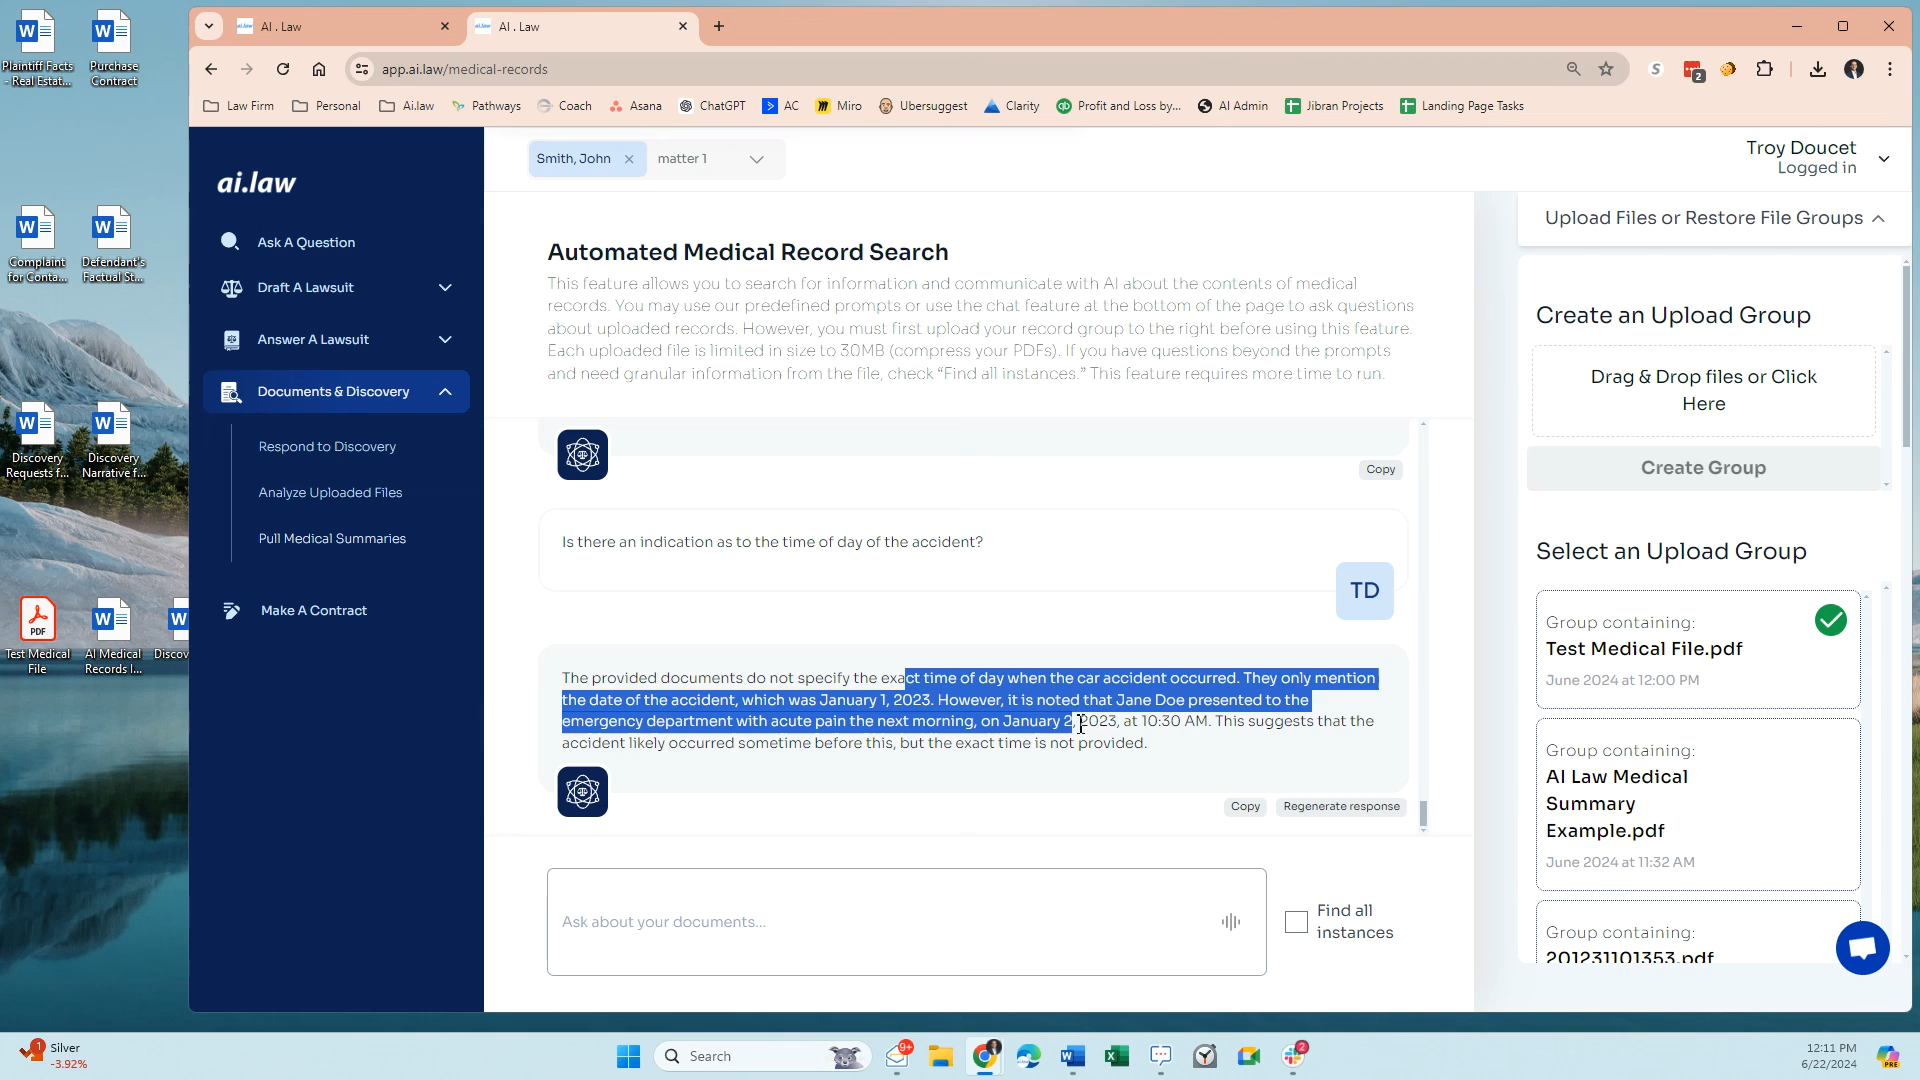 Plaintiff Facts
- Real Estat...
Purchase
Contract
Complaint
for Conta...
Defendant's
Factual St...
Discovery
Requests f...
Discovery
Narrative f...
PDF
Test Medical
File
AI Medical
Records I...
Discov
AI . Law
AI . Law
app.ai.law/medical-records
2
Law Firm
Personal
Ai.law
Pathways
Coach
Asana
ChatGPT
AC
Miro
Ubersuggest
Clarity
Profit and Loss by...
AI Admin
Jibran Projects
Landing Page Tasks
ai.law
Ask A Question
Draft A Lawsuit
Answer A Lawsuit
Documents & Discovery
Respond to Discovery
Analyze Uploaded Files
Pull Medical Summaries
Make A Contract
Smith, John
matter 1
Troy Doucet
Logged in
Automated Medical Record Search
This feature allows you to search for information and communicate with AI about the contents of medical
records. You may use our predefined prompts or use the chat feature at the bottom of the page to ask questions
about uploaded records. However, you must first upload your record group to the right before using this feature.
Each uploaded file is limited in size to 30MB (compress your PDFs). If you have questions beyond the prompts
and need granular information from the file, check “Find all instances.” This feature requires more time to run.
Copy
Is there an indication as to the time of day of the accident?
TD
The provided documents do not specify the exact time of day when the car accident occurred. They only mention
the date of the accident, which was January 1, 2023. However, it is noted that Jane Doe presented to the
emergency department with acute pain the next morning, on January 2, 2023, at 10:30 AM. This suggests that the
accident likely occurred sometime before this, but the exact time is not provided.
Copy
Regenerate response
Ask about your documents...
Find all
instances
Upload Files or Restore File Groups
Create an Upload Group
Drag & Drop files or Click
Here
Create Group
Select an Upload Group
Group containing:
Test Medical File.pdf
June 2024 at 12:00 PM
Group containing:
AI Law Medical
Summary
Example.pdf
June 2024 at 11:32 AM
Group containing:
201231101353.pdf
1
Silver
-3.92%
Search
9+
2
12:11 PM
6/22/2024
PRE